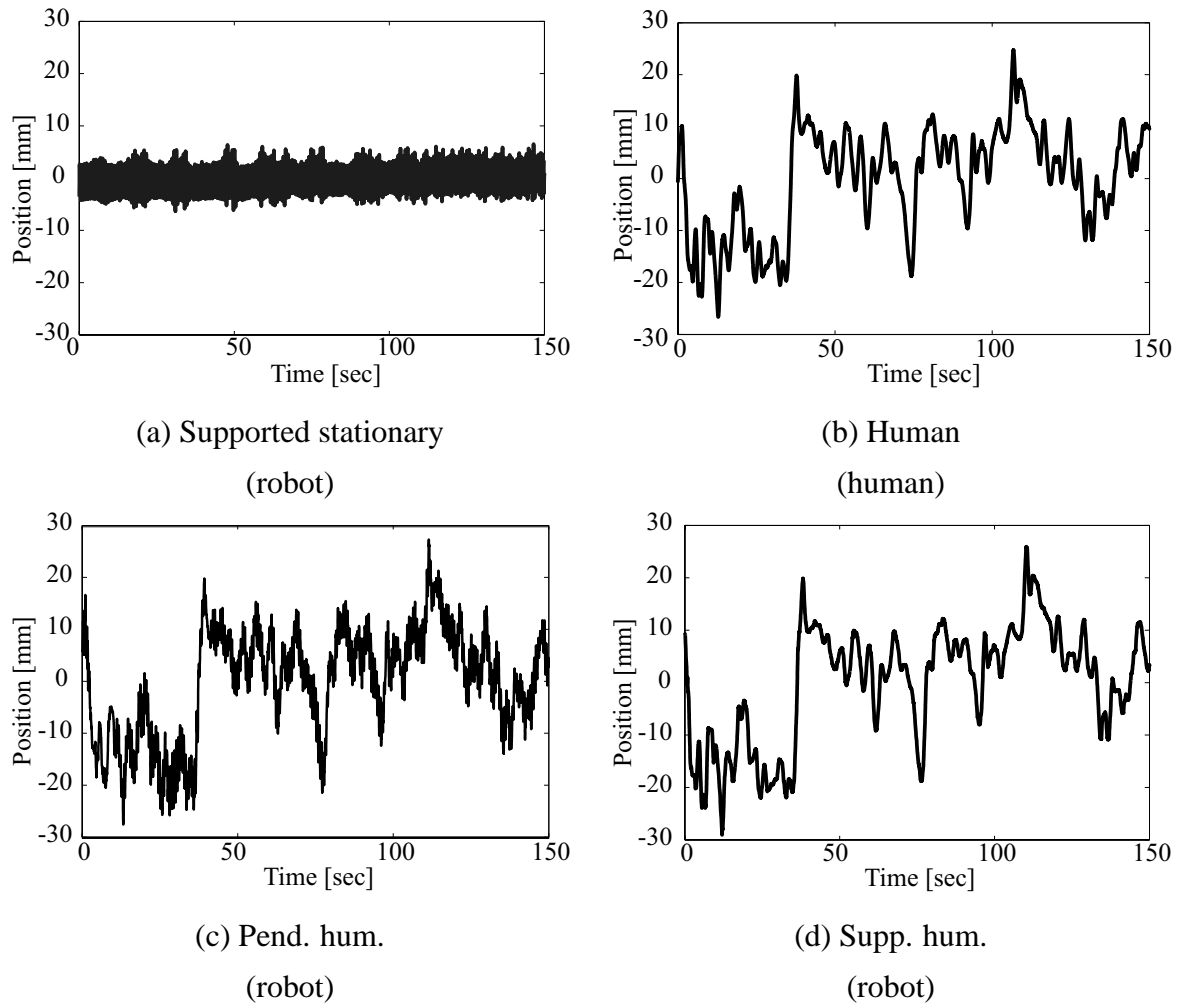 30
20
10
0
-10
-20
-30
Position [mm]
0 50 100 150
Time [sec]
(a) Supported stationary
(robot)
30
20
10
0
-10
-20
-30
Position [mm]
0 50 100 150
Time [sec]
(b) Human
(human)
30
20
10
0
-10
-20
-30
Position [mm]
0 50 100 150
Time [sec]
(c) Pend. hum.
(robot)
30
20
10
0
-10
-20
-30
Position [mm]
0 50 100 150
Time [sec]
(d) Supp. hum.
(robot)